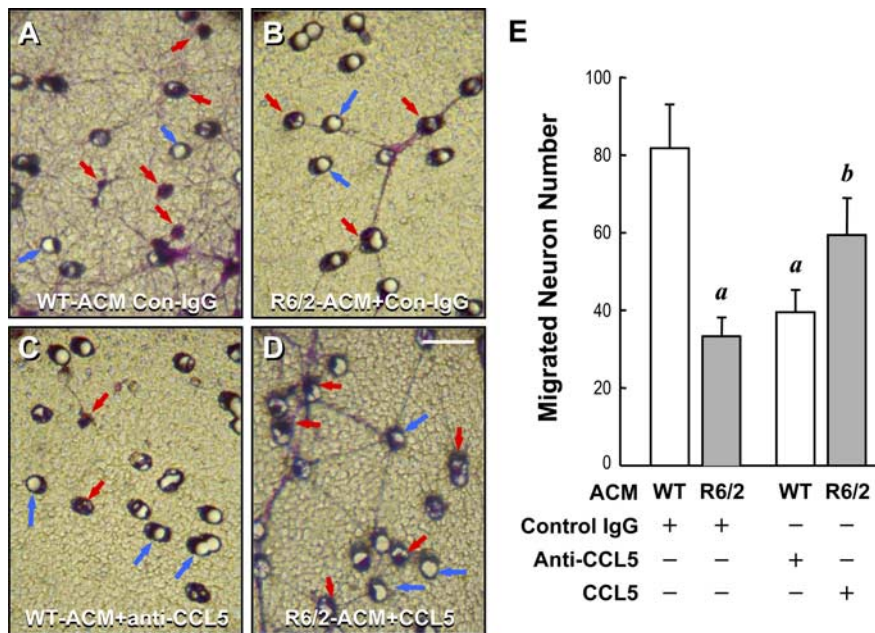 A
B
WT-ACM Con-IgG
R6/2-ACM+Con-IgG
C
D
WT-ACM+anti-CCL5
R6/2-ACM+CCL5
E
Migrated Neuron Number
100
80
60
40
20
0
a
a
b
ACM WT R6/2 WT R6/2
Control IgG + + – –
Anti-CCL5 – – + –
CCL5 – – – +